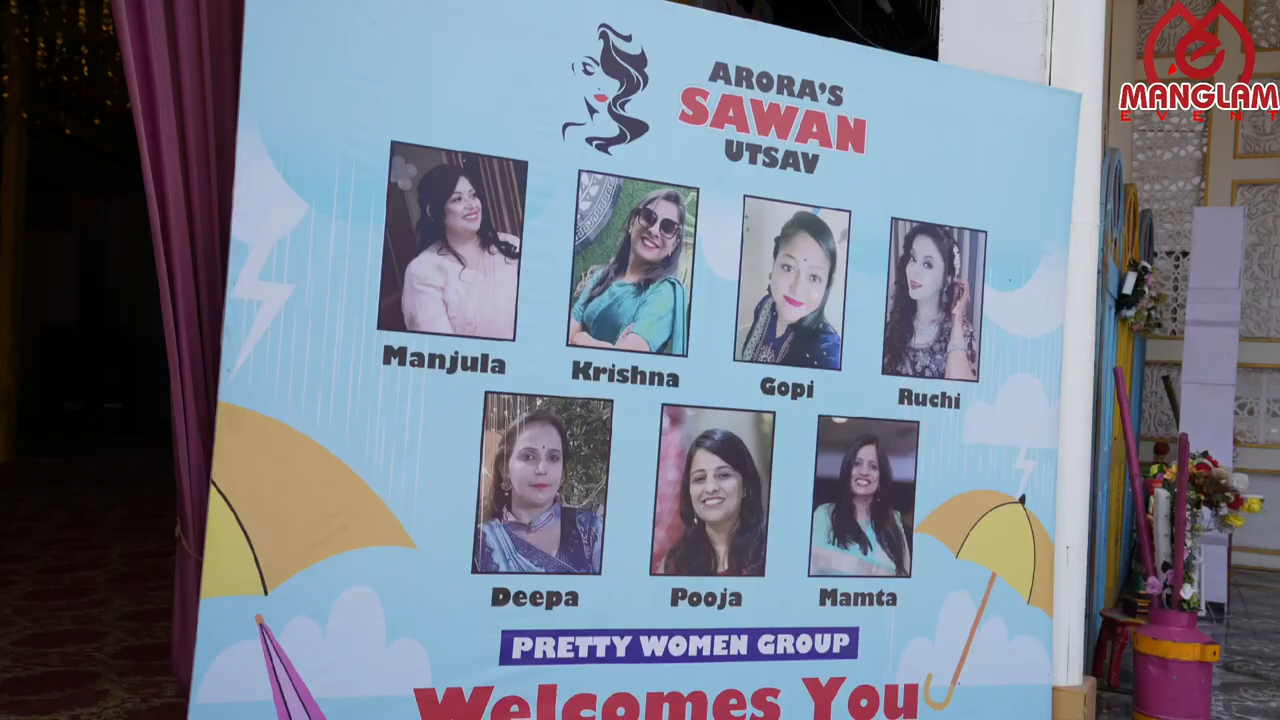 ARORA'S
SAWAN
UTSAV
MANGLAM
EVENT
Manjula
Krishna
Gopi
Ruchi
Deepa
Pooja
Mamta
PRETTY WOMEN GROUP
Welcomes You